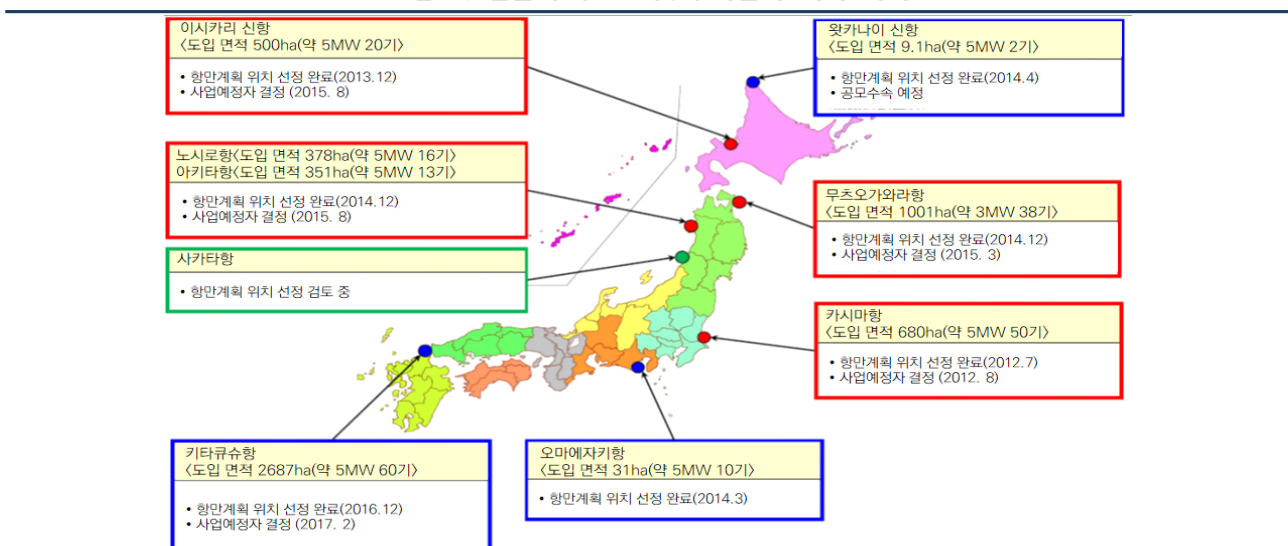 이시카리 신항
〈도입 면적 500ha(약 5MW 20기〉
• 항만계획 위치 선정 완료(2013.12)
• 사업예정자 결정 (2015. 8)
왓카나이 신항
〈도입 면적 9.1ha(약 5MW 2기〉
• 항만계획 위치 선정 완료(2014.4)
• 공모수속 예정
노시로항〈도입 면적 378ha(약 5MW 16기〉
아키타항〈도입 면적 351ha(약 5MW 13기〉
• 항만계획 위치 선정 완료(2014.12)
• 사업예정자 결정 (2015. 8)
무츠오가와라항
〈도입 면적 1001ha(약 3MW 38기〉
• 항만계획 위치 선정 완료(2014.12)
• 사업예정자 결정 (2015. 3)
사카타항
• 항만계획 위치 선정 검토 중
카시마항
〈도입 면적 680ha(약 5MW 50기〉
• 항만계획 위치 선정 완료(2012.7)
• 사업예정자 결정 (2012. 8)
키타큐슈항
〈도입 면적 2687ha(약 5MW 60기〉
• 항만계획 위치 선정 완료(2016.12)
• 사업예정자 결정 (2017. 2)
오마에자키항
〈도입 면적 31ha(약 5MW 10기〉
• 항만계획 위치 선정 완료(2014.3)